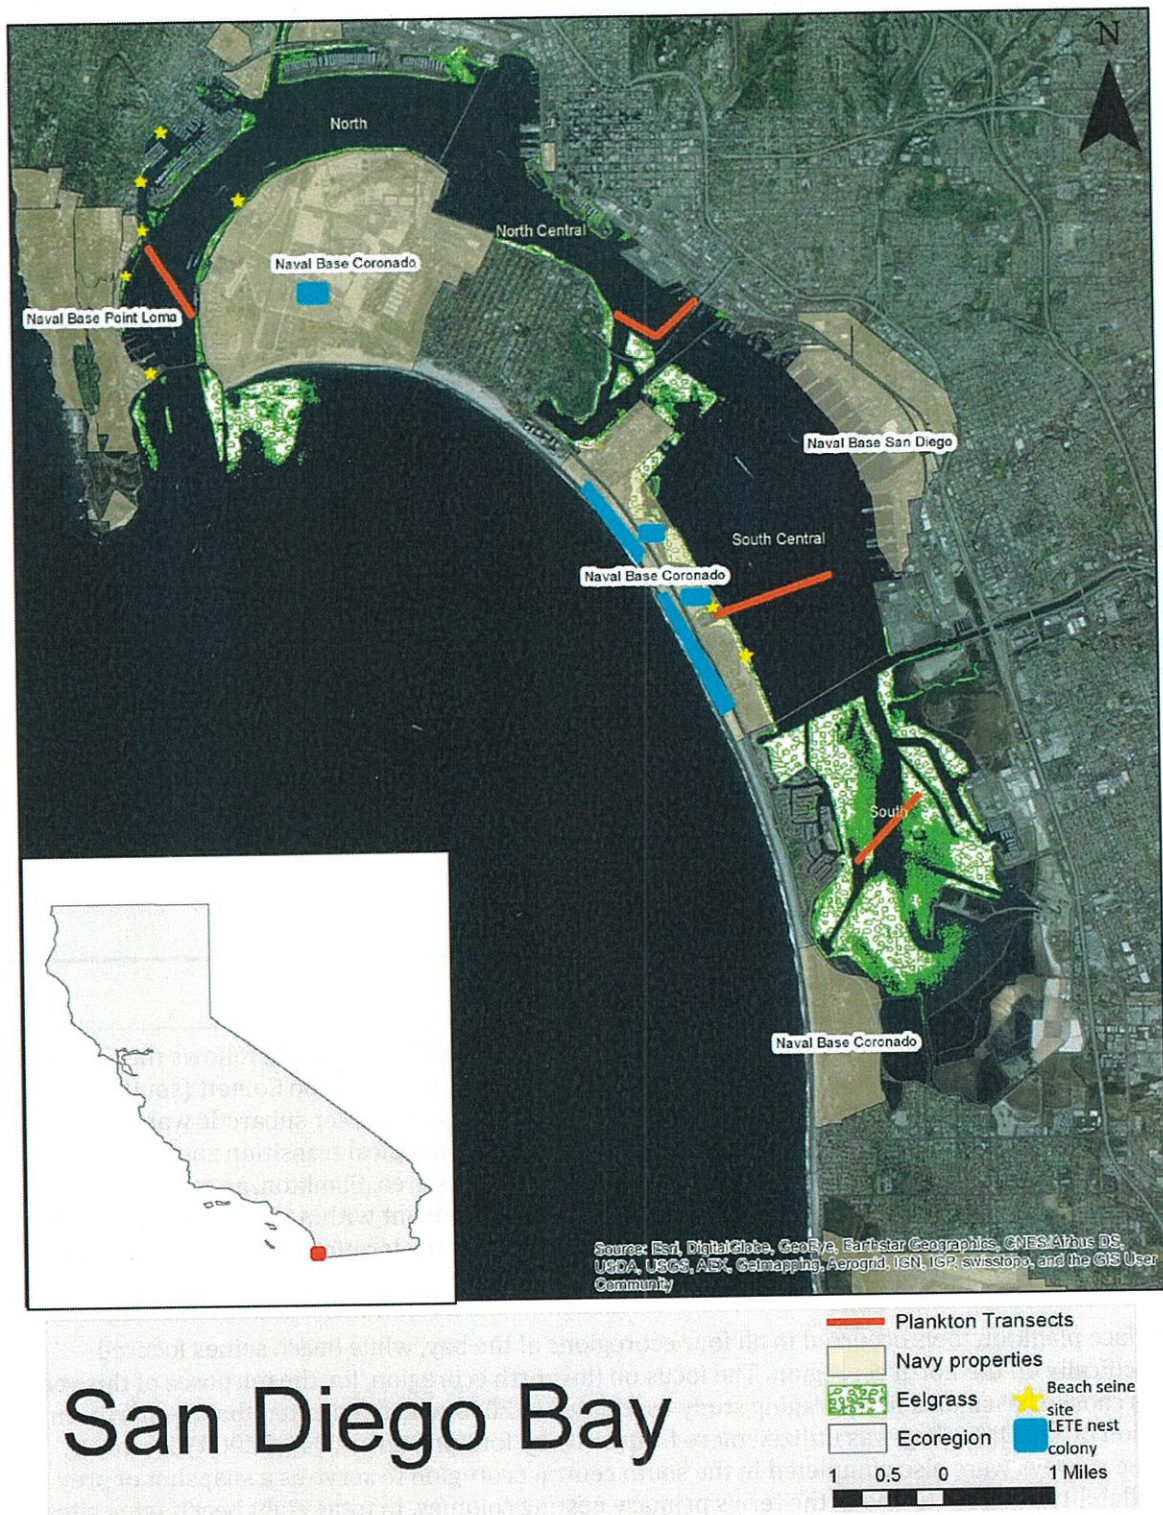 N
North
North Central
Naval Base Coronado
Naval Base Point Loma
Naval Base San Diego
South Central
Naval Base Coronado
South
Naval Base Coronado
Source: Esri, DigitalGlobe, GeoEye, Earthstar Geographics, CNES/Airbus DS,
USDA, USGS, AEX, Getmapping, Aerogrid, IGN, IGP, swisstopo, and the GIS User
Community
San Diego Bay
Plankton Transects
Navy properties
Eelgrass
Ecoregion
Beach seine
site
LETE nest
colony
1 0.5 0 1 Miles